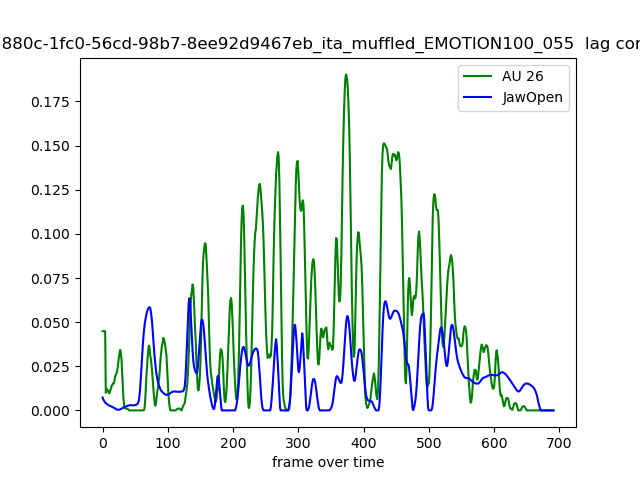 880c-1fc0-56cd-98b7-8ee92d9467eb_ita_muffled_EMOTION100_055 lag cor
AU 26
JawOpen
0.175
0.150
0.125
0.100
0.075
0.050
0.025
0.000
0 100 200 300 400 500 600 700
frame over time